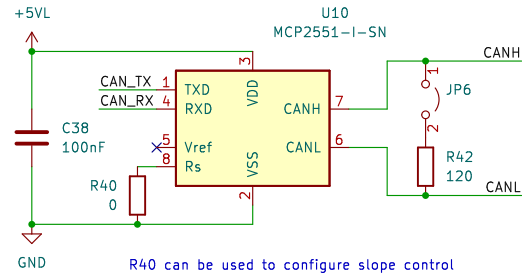 +5VL
U10
MCP2551-I-SN
CANH
CAN_TX
CAN_RX
1
4
5
8
3
2
7
6
TXD
RXD
Vref
Rs
VDD
VSS
CANH
CANL
1
JP6
2
C38
100nF
R40
0
R42
120
CANL
GND
R40 can be used to configure slope control